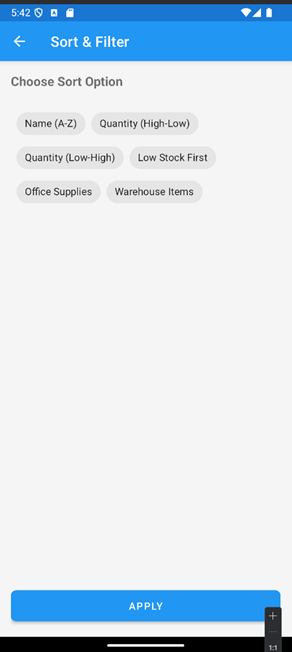 5:42
Sort & Filter
Choose Sort Option
Name (A-Z) Quantity (High-Low)
Quantity (Low-High) Low Stock First
Office Supplies Warehouse Items
APPLY
1:1